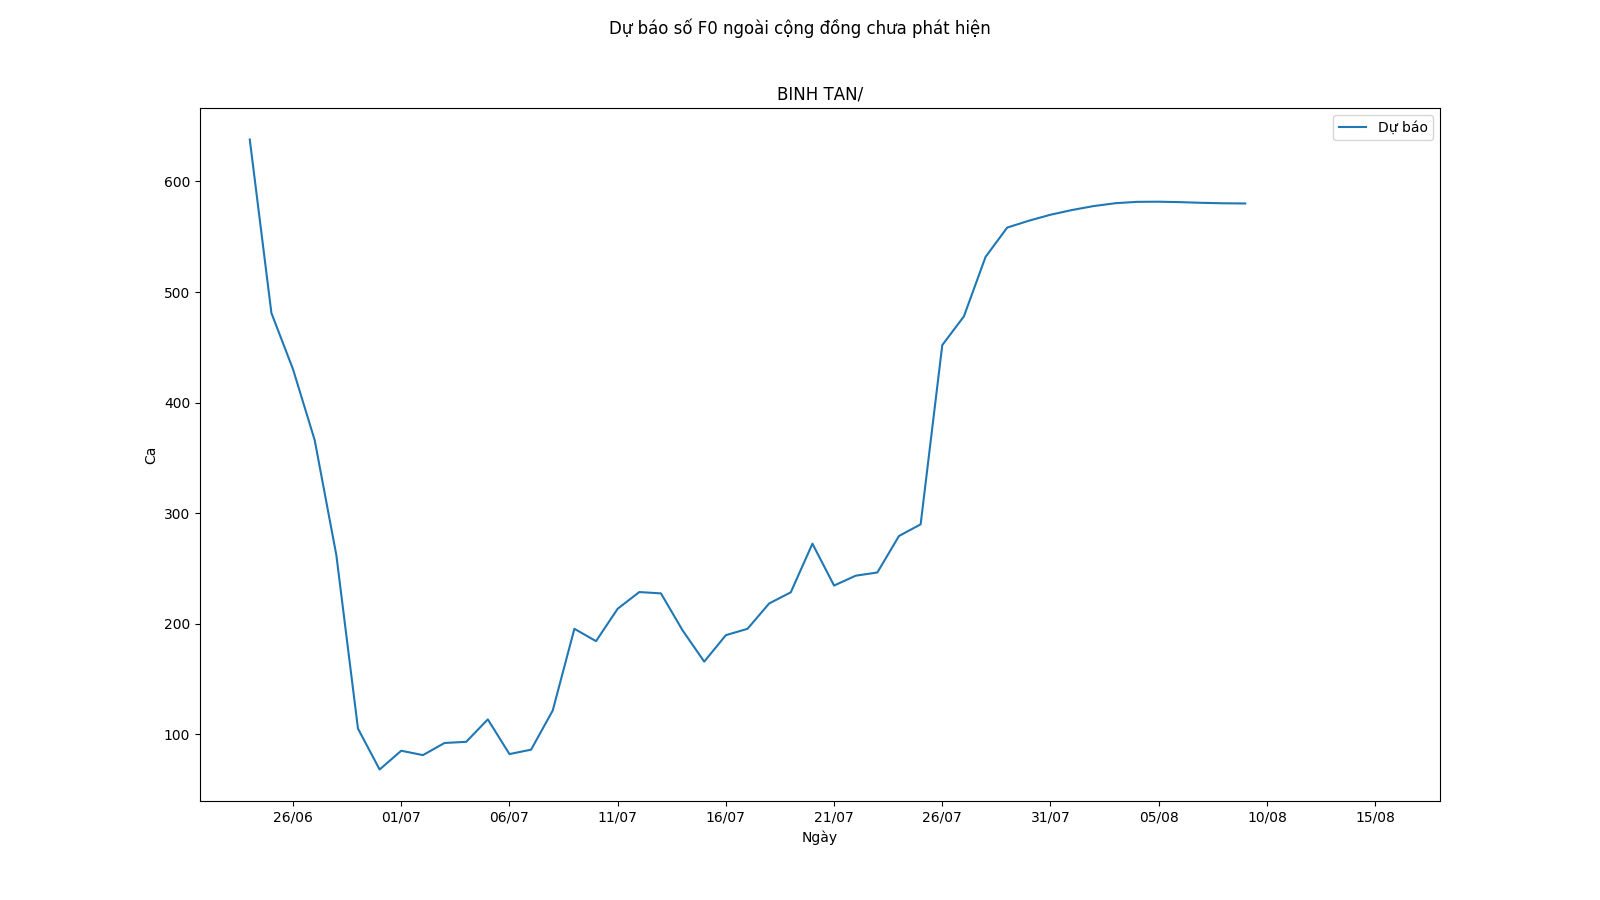 Dự báo số F0 ngoài cộng đồng chưa phát hiện
BINH TAN/
Dự báo
600
500
400
300
200
100
Ca
26/06 01/07 06/07 11/07 16/07 21/07 26/07 31/07 05/08 10/08 15/08
Ngày